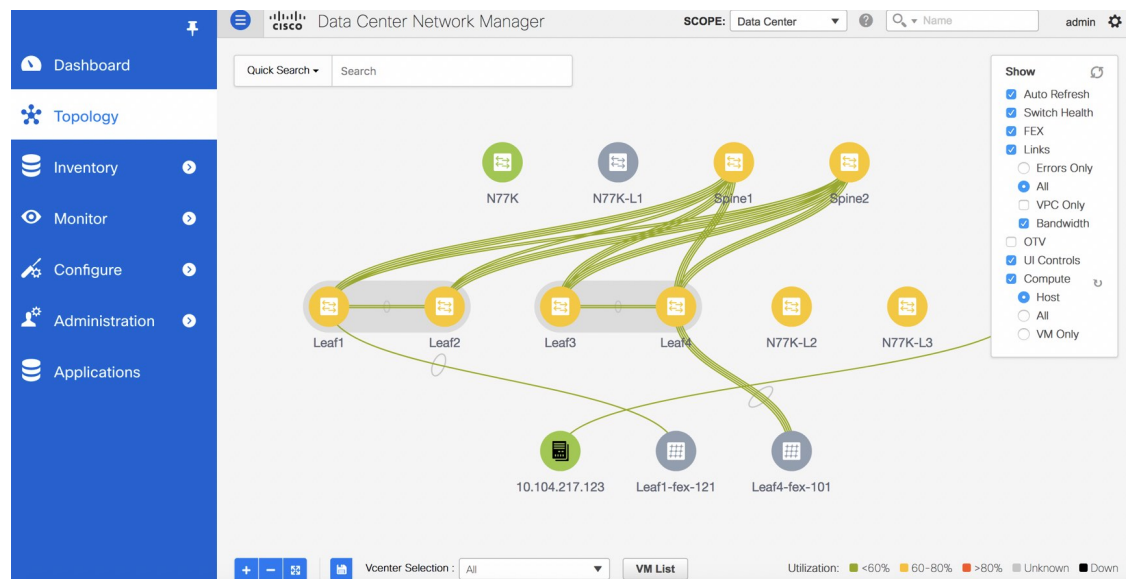 CISCO Data Center Network Manager SCOPE: Data Center Name admin
Dashboard
Topology
Inventory
Monitor
Configure
Administration
Applications
Quick Search Search
N77K N77K-L1 Spine1 Spine2
Leaf1 Leaf2 Leaf3 Leaf4 N77K-L2 N77K-L3
10.104.217.123 Leaf1-fex-121 Leaf4-fex-101
Show
Auto Refresh
Switch Health
FEX
Links
Errors Only
All
VPC Only
Bandwidth
OTV
UI Controls
Compute
Host
All
VM Only
+ − Vcenter Selection : All VM List Utilization: <60% 60-80% >80% Unknown Down